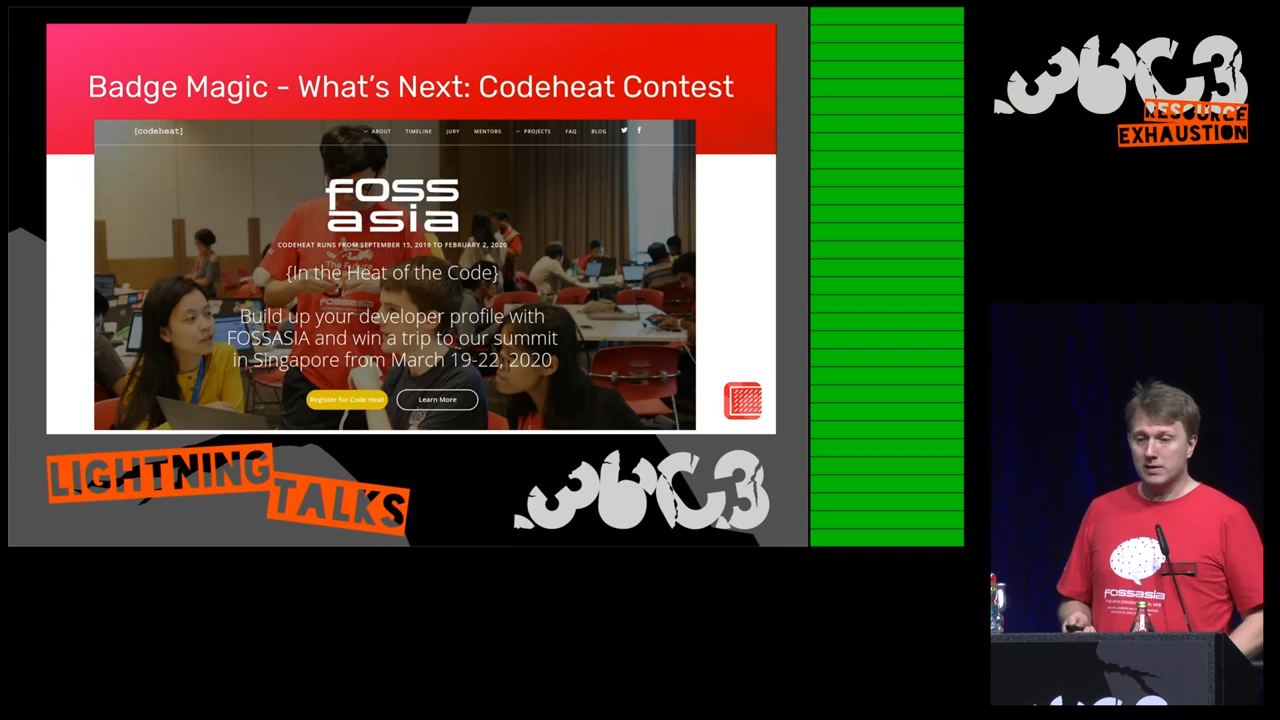 Badge Magic - What's Next: Codeheat Contest
[codeheat]
ABOUT TIMELINE JURY MENTORS PROJECTS FAQ BLOG
foss
asia
CODEHEAT RUNS FROM SEPTEMBER 15, 2019 TO FEBRUARY 2, 2020
{In the Heat of the Code}
Build up your developer profile with
FOSSASIA and win a trip to our summit
in Singapore from March 19-22, 2020
Register for Code Heat
Learn More
LIGHTNING
TALKS
36C3
36C3
RESOURCE
EXHAUSTION
fossasia